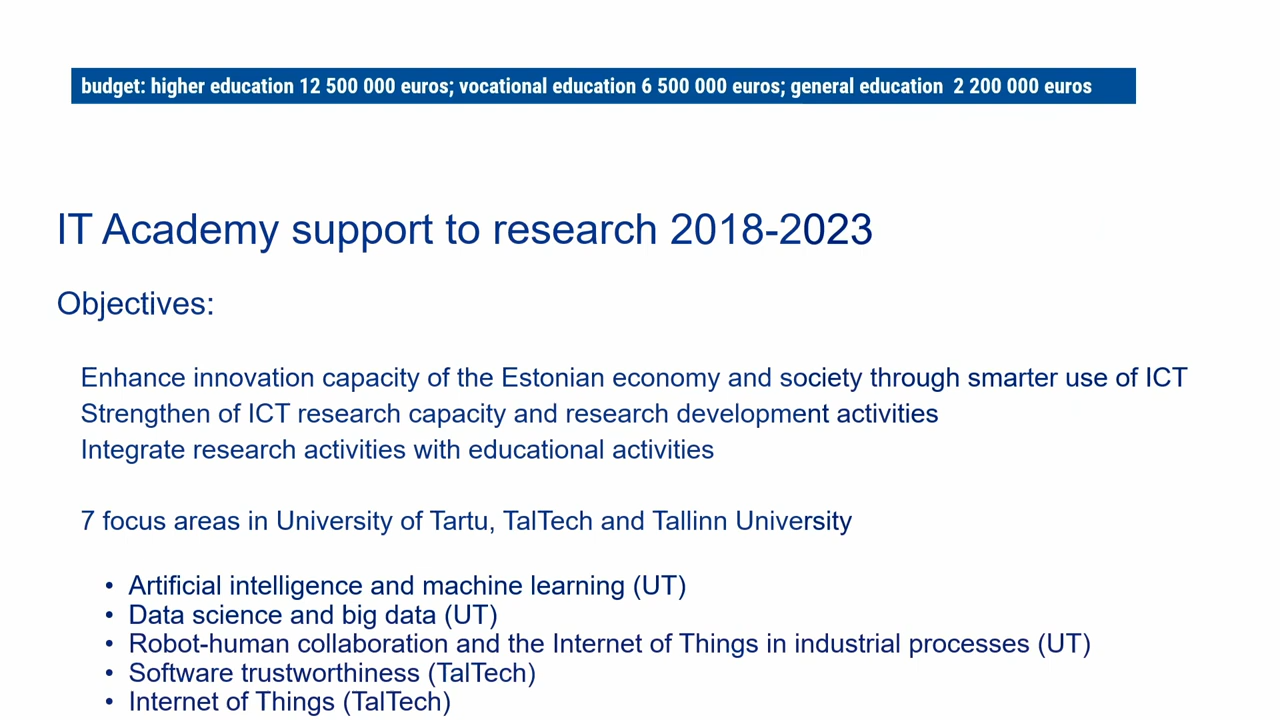 budget: higher education 12 500 000 euros; vocational education 6 500 000 euros; general education  2 200 000 euros
IT Academy support to research 2018-2023
Objectives:
Enhance innovation capacity of the Estonian economy and society through smarter use of ICT
Strengthen of ICT research capacity and research development activities
Integrate research activities with educational activities
7 focus areas in University of Tartu, TalTech and Tallinn University
• Artificial intelligence and machine learning (UT)
• Data science and big data (UT)
• Robot-human collaboration and the Internet of Things in industrial processes (UT)
• Software trustworthiness (TalTech)
• Internet of Things (TalTech)